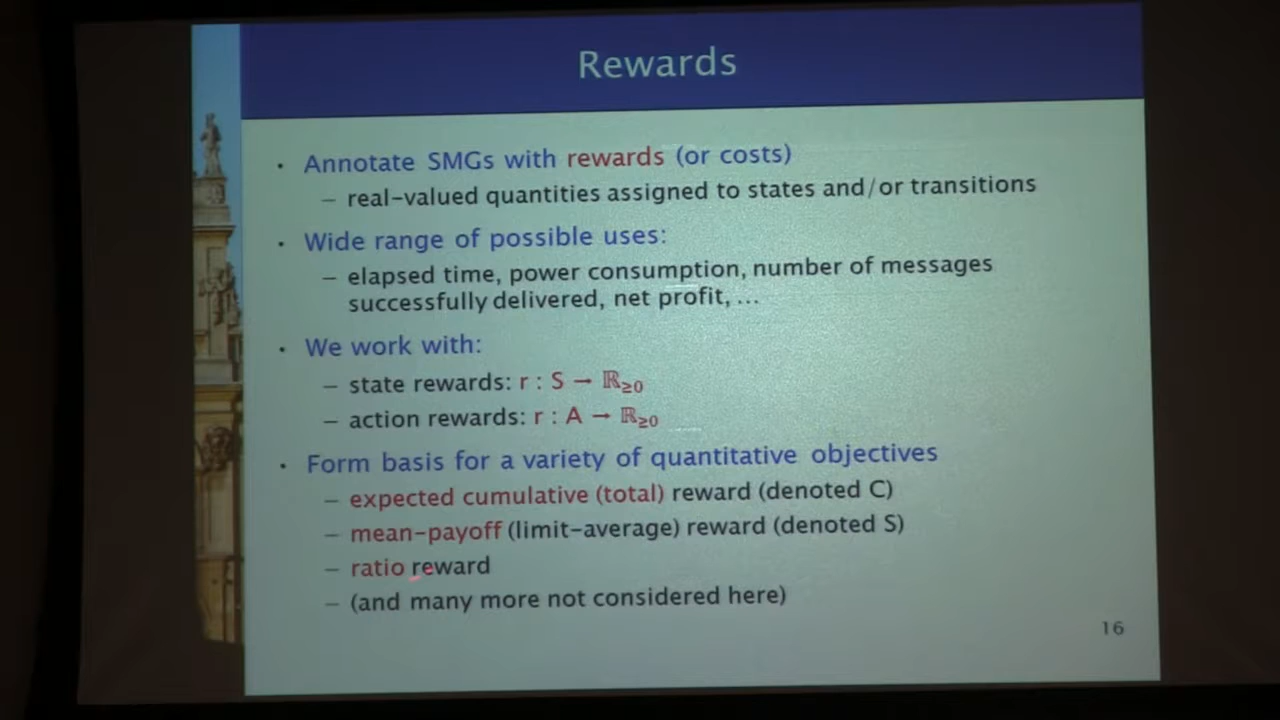 Rewards
· Annotate SMGs with rewards (or costs)
– real-valued quantities assigned to states and/or transitions
· Wide range of possible uses:
– elapsed time, power consumption, number of messages
successfully delivered, net profit, ...
· We work with:
– state rewards: r : S → ℝ≥0
– action rewards: r : A → ℝ≥0
· Form basis for a variety of quantitative objectives
– expected cumulative (total) reward (denoted C)
– mean-payoff (limit-average) reward (denoted S)
– ratio reward
– (and many more not considered here)
16